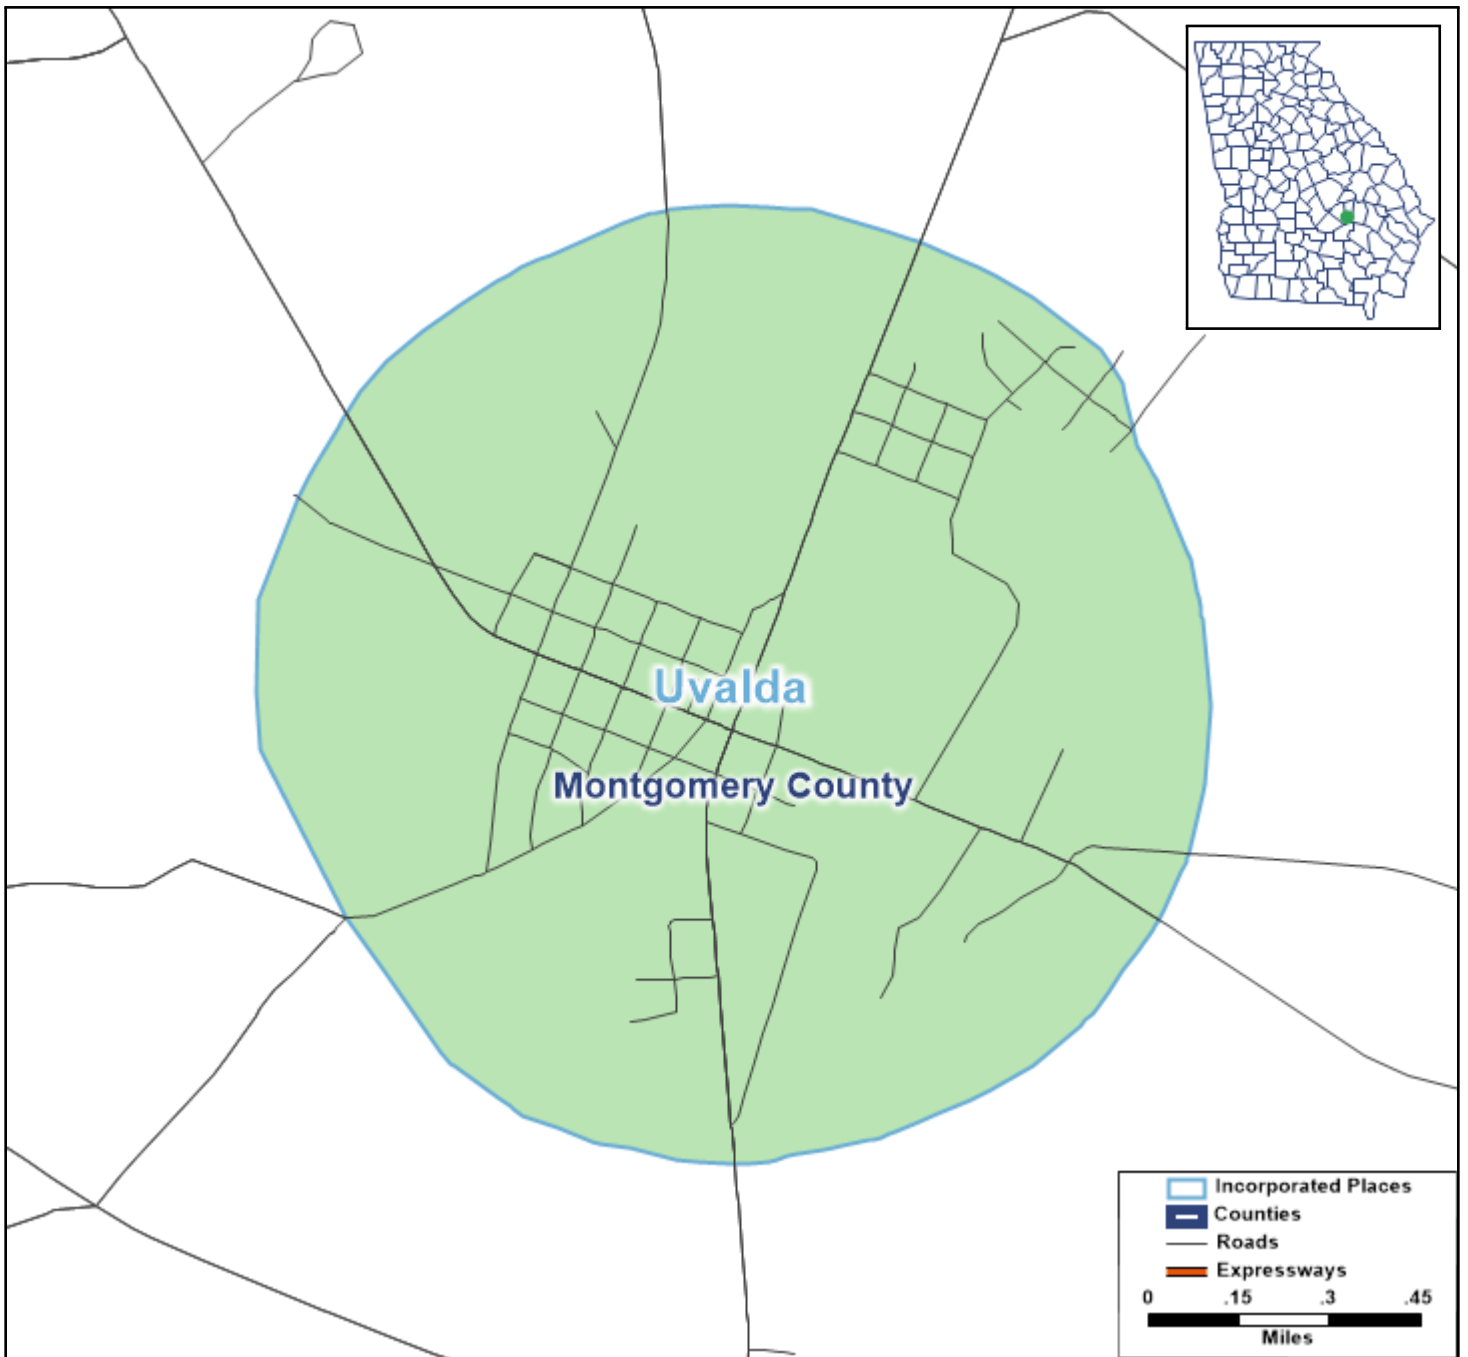 Uvalda
Montgomery County
Incorporated Places
Counties
Roads
Expressways
0 .15 .3 .45
Miles